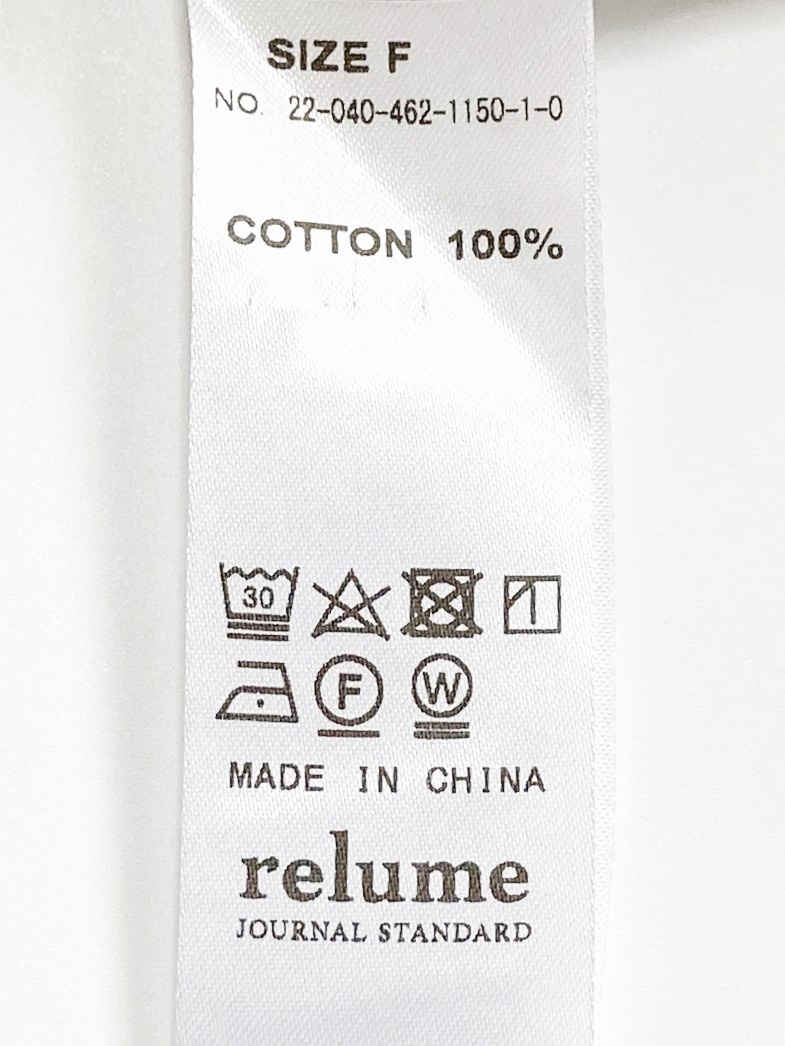 SIZE F
NO. 22-040-462-1150-1-0
COTTON 100%
30
F W
MADE IN CHINA
relume
JOURNAL STANDARD